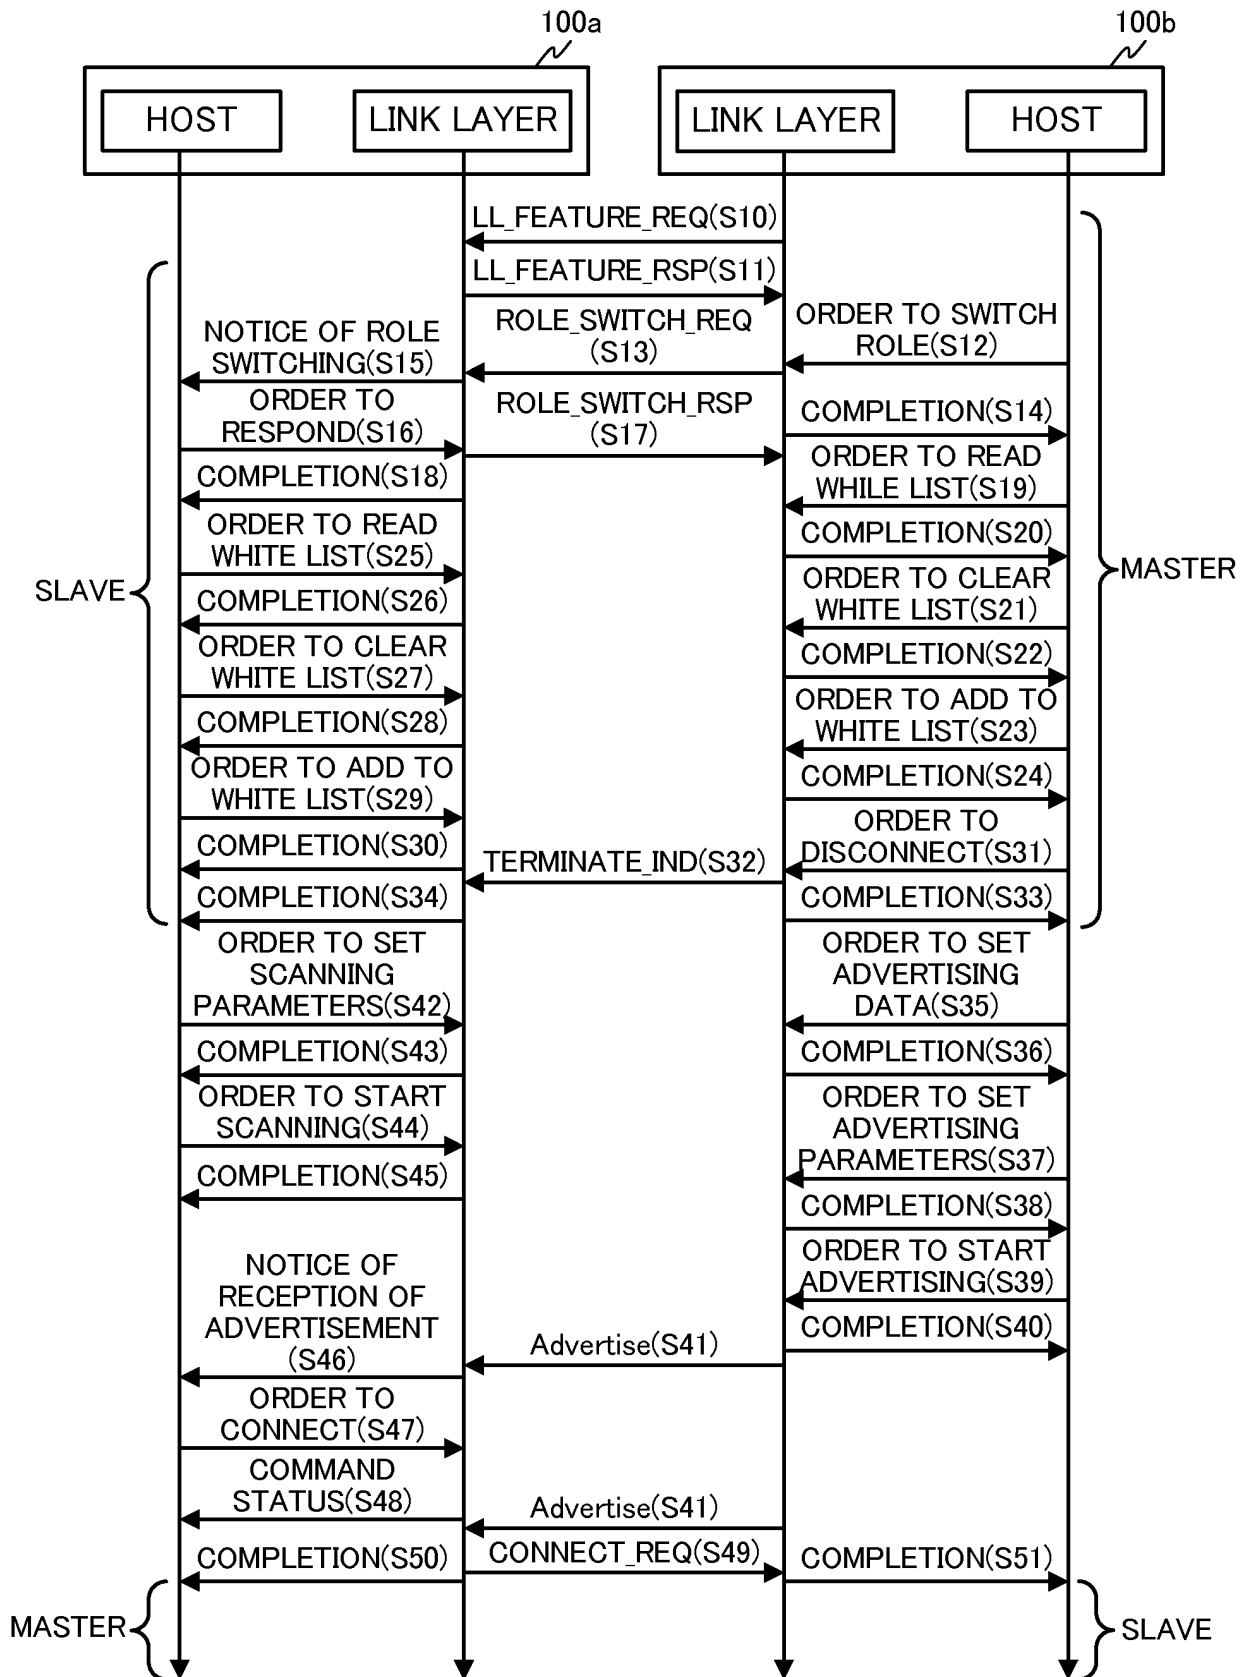 100a
100b
HOST
LINK LAYER
LINK LAYER
HOST
LL_FEATURE_REQ(S10)
LL_FEATURE_RSP(S11)
ORDER TO SWITCH
ROLE(S12)
ROLE_SWITCH_REQ
(S13)
NOTICE OF ROLE
SWITCHING(S15)
COMPLETION(S14)
ORDER TO
RESPOND(S16)
ROLE_SWITCH_RSP
(S17)
COMPLETION(S18)
ORDER TO READ
WHILE LIST(S19)
ORDER TO READ
WHITE LIST(S25)
COMPLETION(S20)
SLAVE
MASTER
COMPLETION(S26)
ORDER TO CLEAR
WHITE LIST(S21)
ORDER TO CLEAR
WHITE LIST(S27)
COMPLETION(S22)
COMPLETION(S28)
ORDER TO ADD TO
WHITE LIST(S23)
ORDER TO ADD TO
WHITE LIST(S29)
COMPLETION(S24)
COMPLETION(S30)
ORDER TO
DISCONNECT(S31)
TERMINATE_IND(S32)
COMPLETION(S34)
COMPLETION(S33)
ORDER TO SET
SCANNING
PARAMETERS(S42)
ORDER TO SET
ADVERTISING
DATA(S35)
COMPLETION(S43)
COMPLETION(S36)
ORDER TO START
SCANNING(S44)
ORDER TO SET
ADVERTISING
PARAMETERS(S37)
COMPLETION(S45)
COMPLETION(S38)
ORDER TO START
ADVERTISING(S39)
NOTICE OF
RECEPTION OF
ADVERTISEMENT
(S46)
COMPLETION(S40)
Advertise(S41)
ORDER TO
CONNECT(S47)
COMMAND
STATUS(S48)
Advertise(S41)
COMPLETION(S50)
CONNECT_REQ(S49)
COMPLETION(S51)
MASTER
SLAVE